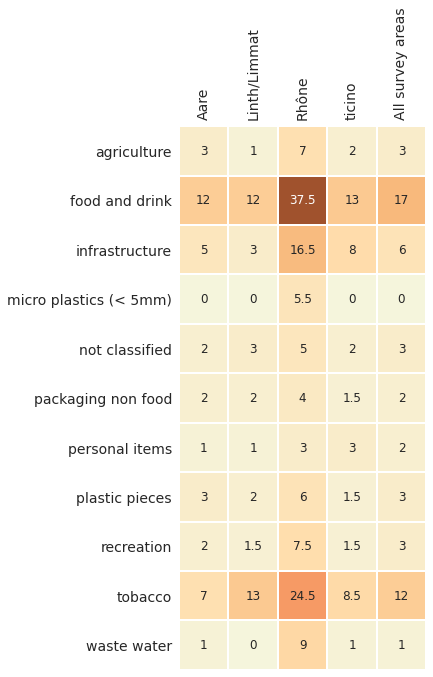 Aare Linth/Limmat Rhône ticino All survey areas
agriculture 3 1 7 2 3
food and drink 12 12 37.5 13 17
infrastructure 5 3 16.5 8 6
micro plastics (< 5mm) 0 0 5.5 0 0
not classified 2 3 5 2 3
packaging non food 2 2 4 1.5 2
personal items 1 1 3 3 2
plastic pieces 3 2 6 1.5 3
recreation 2 1.5 7.5 1.5 3
tobacco 7 13 24.5 8.5 12
waste water 1 0 9 1 1